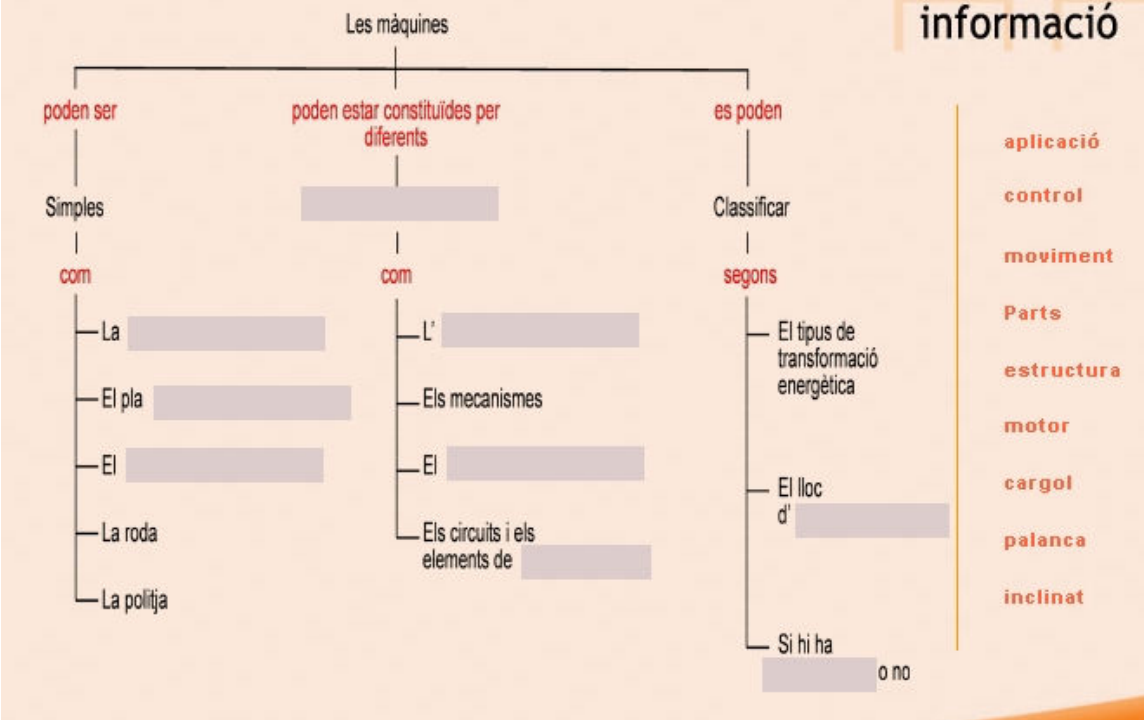 informació
Les màquines
poden ser
Simples
com
La
El pla
El
La roda
La politja
poden estar constituïdes per
diferents
com
L'
Els mecanismes
El
Els circuits i els
elements de
es poden
Classificar
segons
El tipus de
transformació
energètica
El lloc
d'
Si hi ha
o no
aplicació
control
moviment
Parts
estructura
motor
cargol
palanca
inclinat